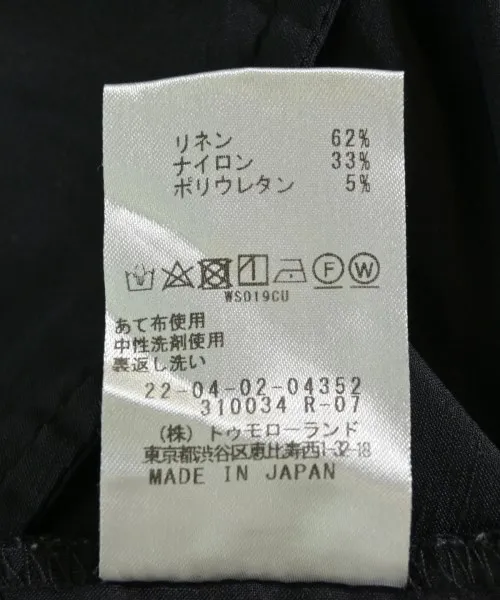 リネン 62%
ナイロン 33%
ポリウレタン 5%
F W
WS019CU
あて布使用
中性洗剤使用
裏返し洗い
22-04-02-04352
310034 R-07
(株) トゥモローランド
東京都渋谷区恵比寿西1-32-18
MADE IN JAPAN